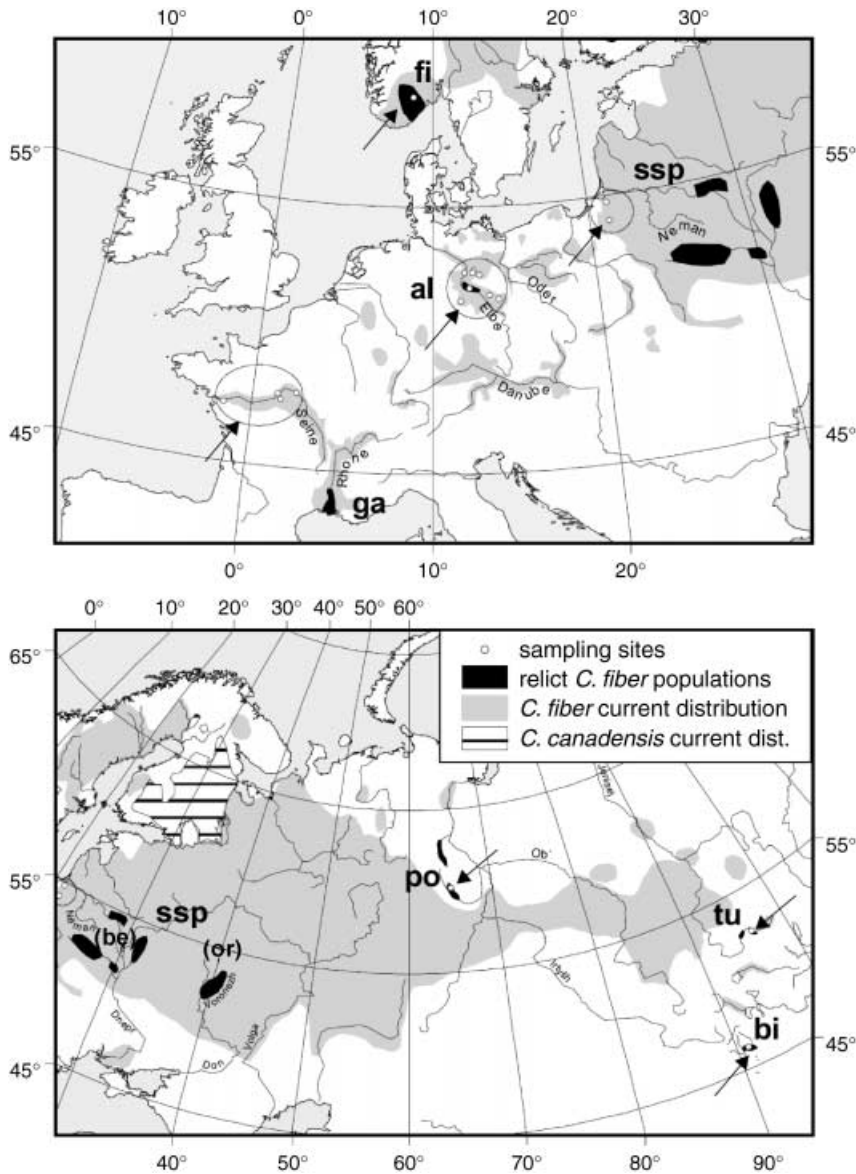 10° 0° 10° 20° 30°
fi
55° 55°
ssp
Neman
al
Oder
Elbe
Danube
Seine
Rhone
45° 45°
ga
0° 10° 20°
0° 10° 20° 30° 40° 50° 60°
65°
sampling sites
relict C. fiber populations
C. fiber current distribution
C. canadensis current dist.
55° 55°
Ob'
po
ssp
tu
Neman
(be)
(or)
Voronezh
Irtysh
bi
Dnepr
Volga
Don
45° 45°
40° 50° 60° 70° 80° 90°